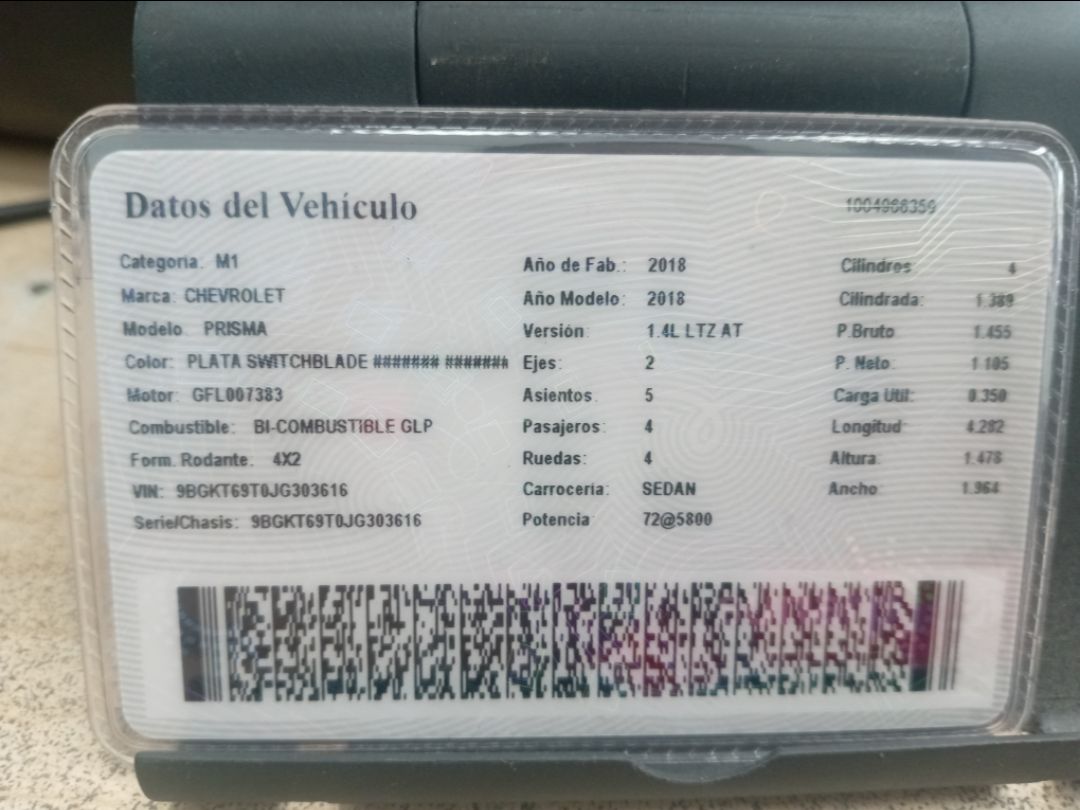 Datos del Vehículo
1004966359
Categoría. M1
Marca: CHEVROLET
Modelo PRISMA
Color: PLATA SWITCHBLADE ####### #######
Motor: GFL007383
Combustible: BI-COMBUSTIBLE GLP
Form. Rodante. 4X2
VIN: 9BGKT69T0JG303616
Serie/Chasis: 9BGKT69T0JG303616
Año de Fab.: 2018
Año Modelo: 2018
Versión: 1.4L LTZ AT
Ejes: 2
Asientos 5
Pasajeros: 4
Ruedas: 4
Carrocería: SEDAN
Potencia 72@5800
Cilindros 4
Cilindrada: 1.389
P.Bruto 1.455
P. Neto: 1.105
Carga Util: 0.350
Longitud 4.282
Altura: 1.478
Ancho: 1.964